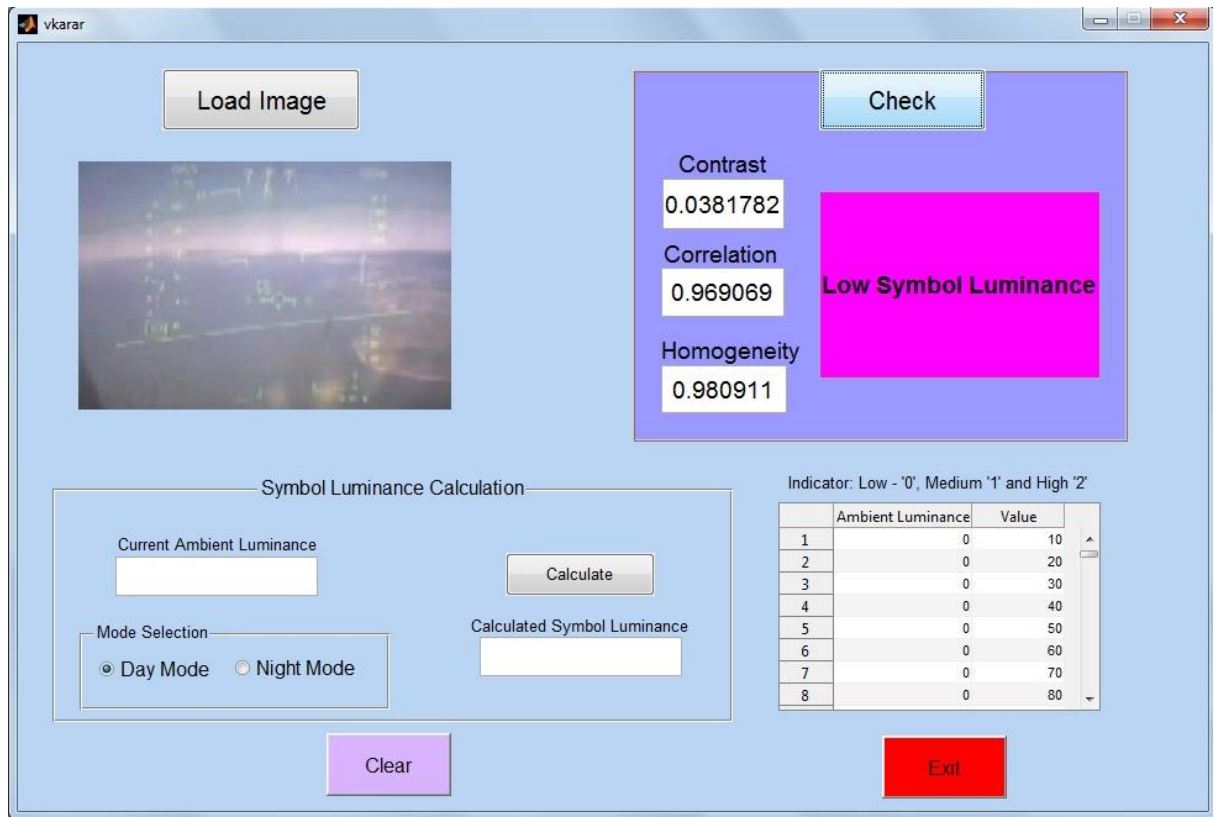 vkarar
Load Image
Check
Contrast
0.0381782
Correlation
0.969069
Homogeneity
0.980911
Low Symbol Luminance
Symbol Luminance Calculation
Current Ambient Luminance
Calculate
Mode Selection
Day Mode Night Mode
Calculated Symbol Luminance
Indicator: Low - '0', Medium '1' and High '2'
Ambient Luminance Value
1 0 10
2 0 20
3 0 30
4 0 40
5 0 50
6 0 60
7 0 70
8 0 80
Clear
Exit